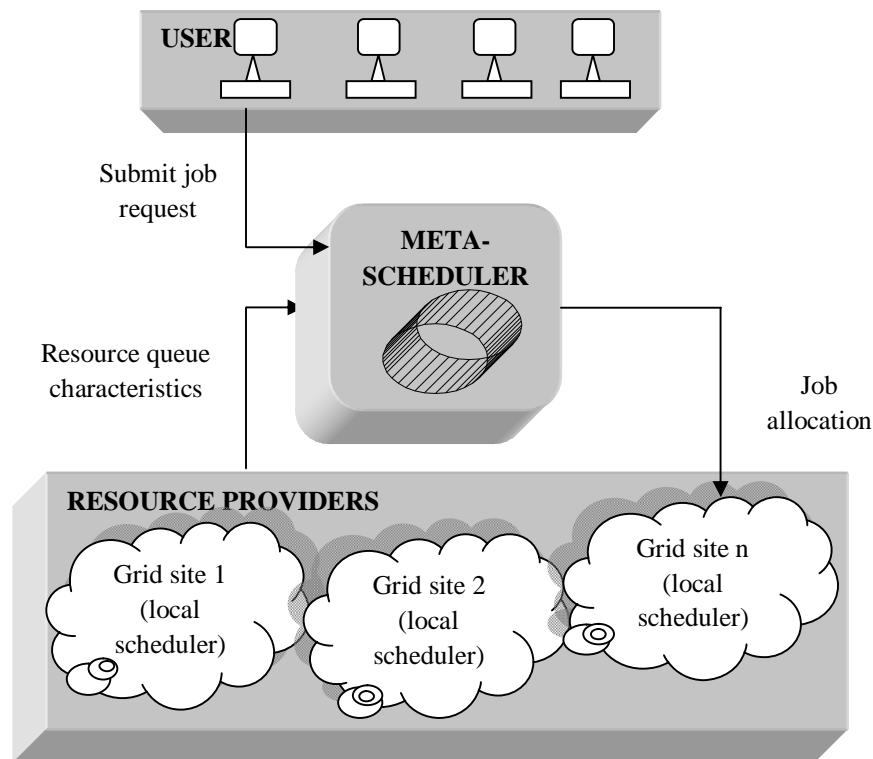 USER
Submit job
request
META-
SCHEDULER
Resource queue
characteristics
Job
allocation
RESOURCE PROVIDERS
Grid site 1
(local
scheduler)
Grid site 2
(local
scheduler)
Grid site n
(local
scheduler)